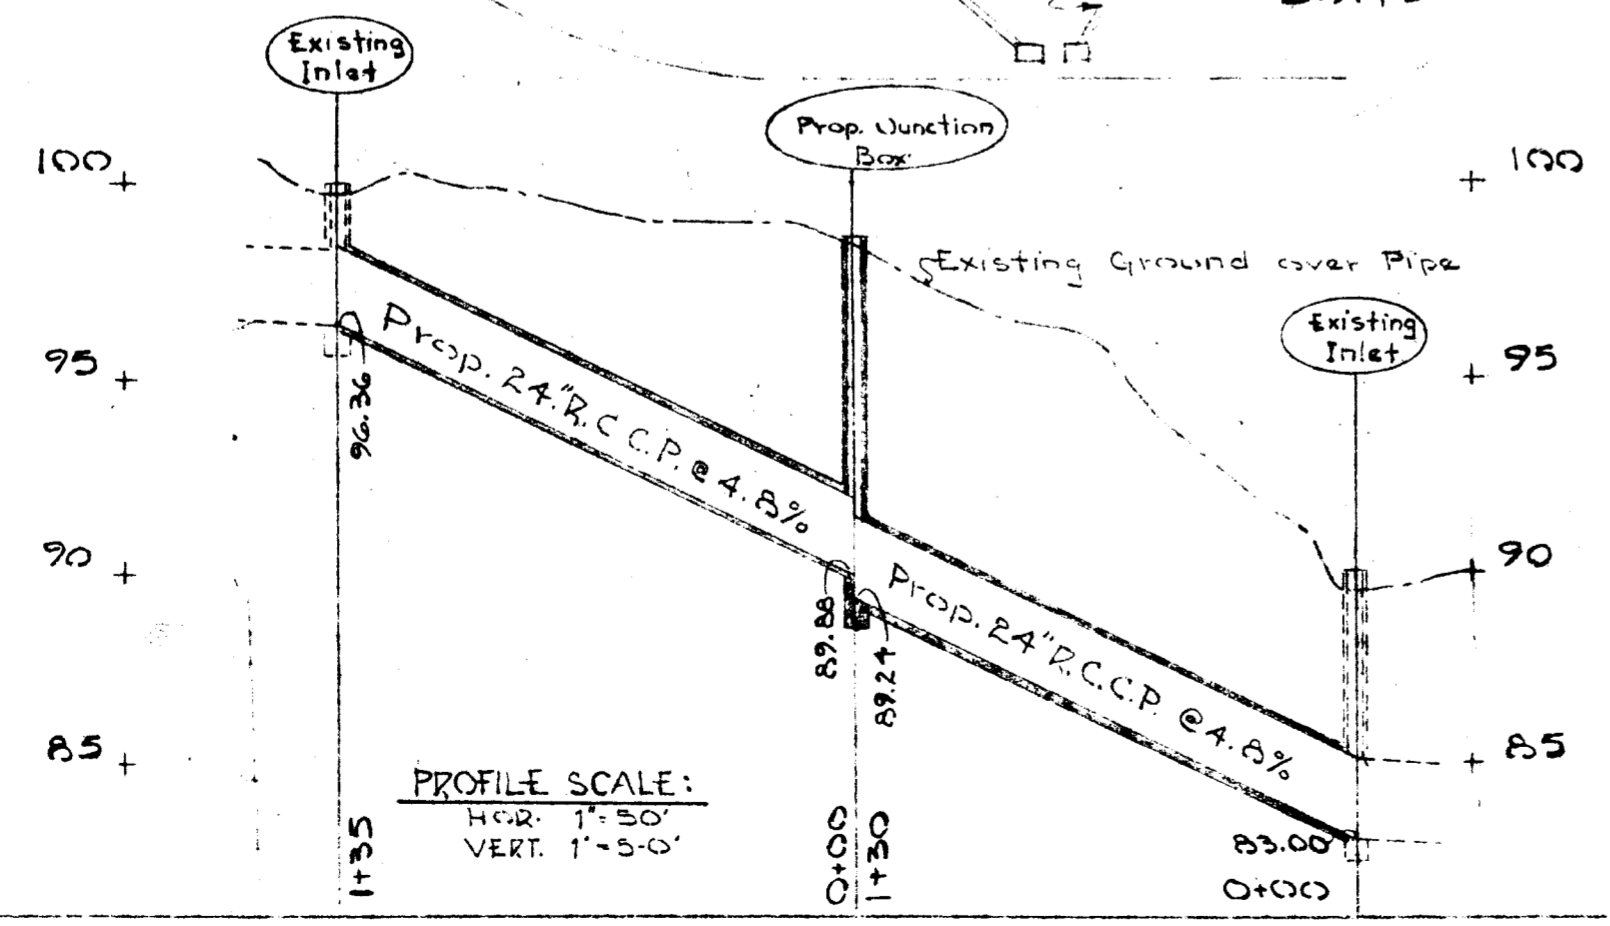 Existing
Inlet
Prop. Junction
Box
100
100
Existing Ground cover Pipe
Existing
Inlet
95
95
96.36
Prop. 24" R.C.C.P. @ 4.8%
90
90
89.88
89.24
Prop. 24" R.C.C.P. @ 4.8%
85
85
PROFILE SCALE:
HOR. 1"=50'
VERT. 1"=5-0'
1+35
0+00
1+30
83.00
0+00